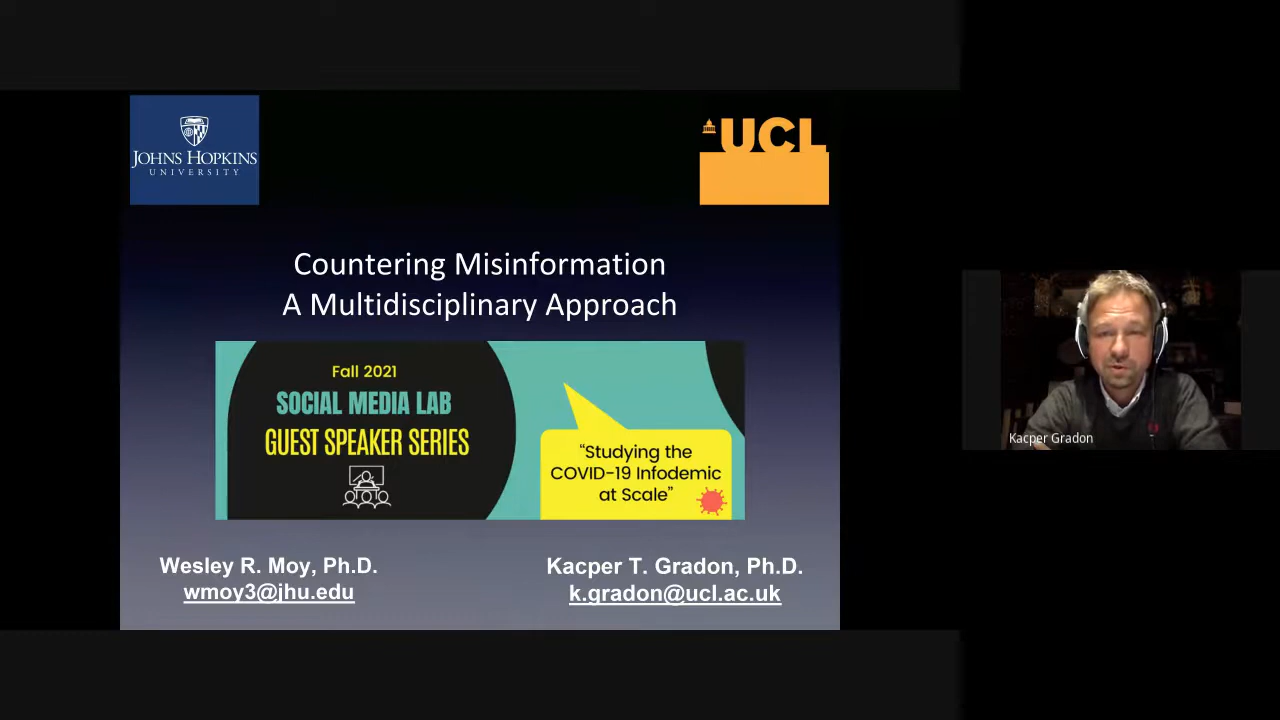 JOHNS HOPKINS
UNIVERSITY
UCL
Countering Misinformation
A Multidisciplinary Approach
Fall 2021
SOCIAL MEDIA LAB
GUEST SPEAKER SERIES
“Studying the
COVID-19 Infodemic
at Scale”
Wesley R. Moy, Ph.D.
wmoy3@jhu.edu
Kacper T. Gradon, Ph.D.
k.gradon@ucl.ac.uk
Kacper Gradon